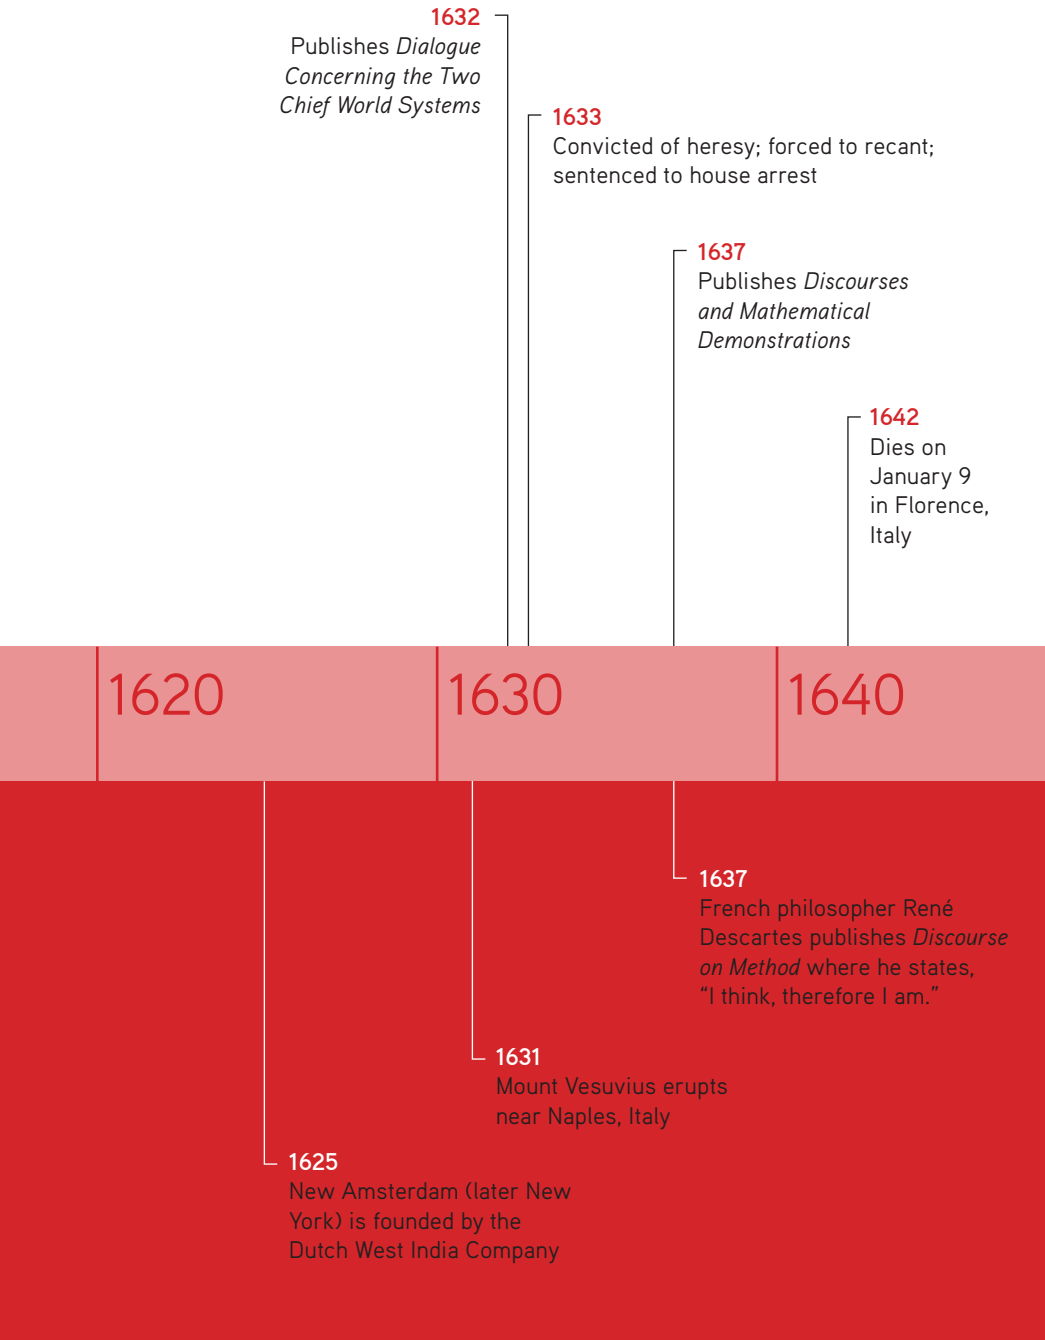 1632
Publishes Dialogue
Concerning the Two
Chief World Systems
1633
Convicted of heresy; forced to recant;
sentenced to house arrest
1637
Publishes Discourses
and Mathematical
Demonstrations
1642
Dies on
January 9
in Florence,
Italy
1620
1630
1640
1637
French philosopher René
Descartes publishes Discourse
on Method where he states,
“I think, therefore I am.”
1631
Mount Vesuvius erupts
near Naples, Italy
1625
New Amsterdam (later New
York) is founded by the
Dutch West India Company